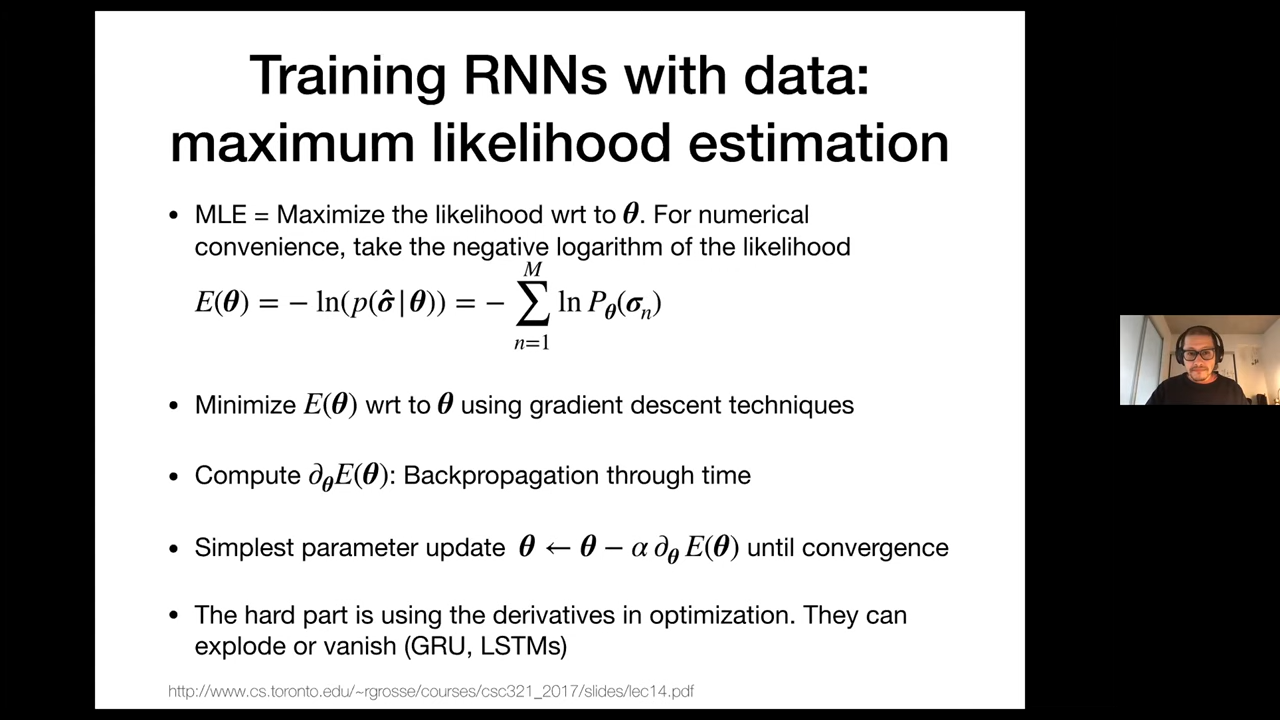 Training RNNs with data:
maximum likelihood estimation
• MLE = Maximize the likelihood wrt to θ. For numerical
convenience, take the negative logarithm of the likelihood
E(θ) = − ln(p(σ̂ | θ)) = − ∑_{n=1}^{M} ln P_θ(σ_n)
• Minimize E(θ) wrt to θ using gradient descent techniques
• Compute ∂_θE(θ): Backpropagation through time
• Simplest parameter update θ ← θ − α ∂_θ E(θ) until convergence
• The hard part is using the derivatives in optimization. They can
explode or vanish (GRU, LSTMs)
http://www.cs.toronto.edu/~rgrosse/courses/csc321_2017/slides/lec14.pdf